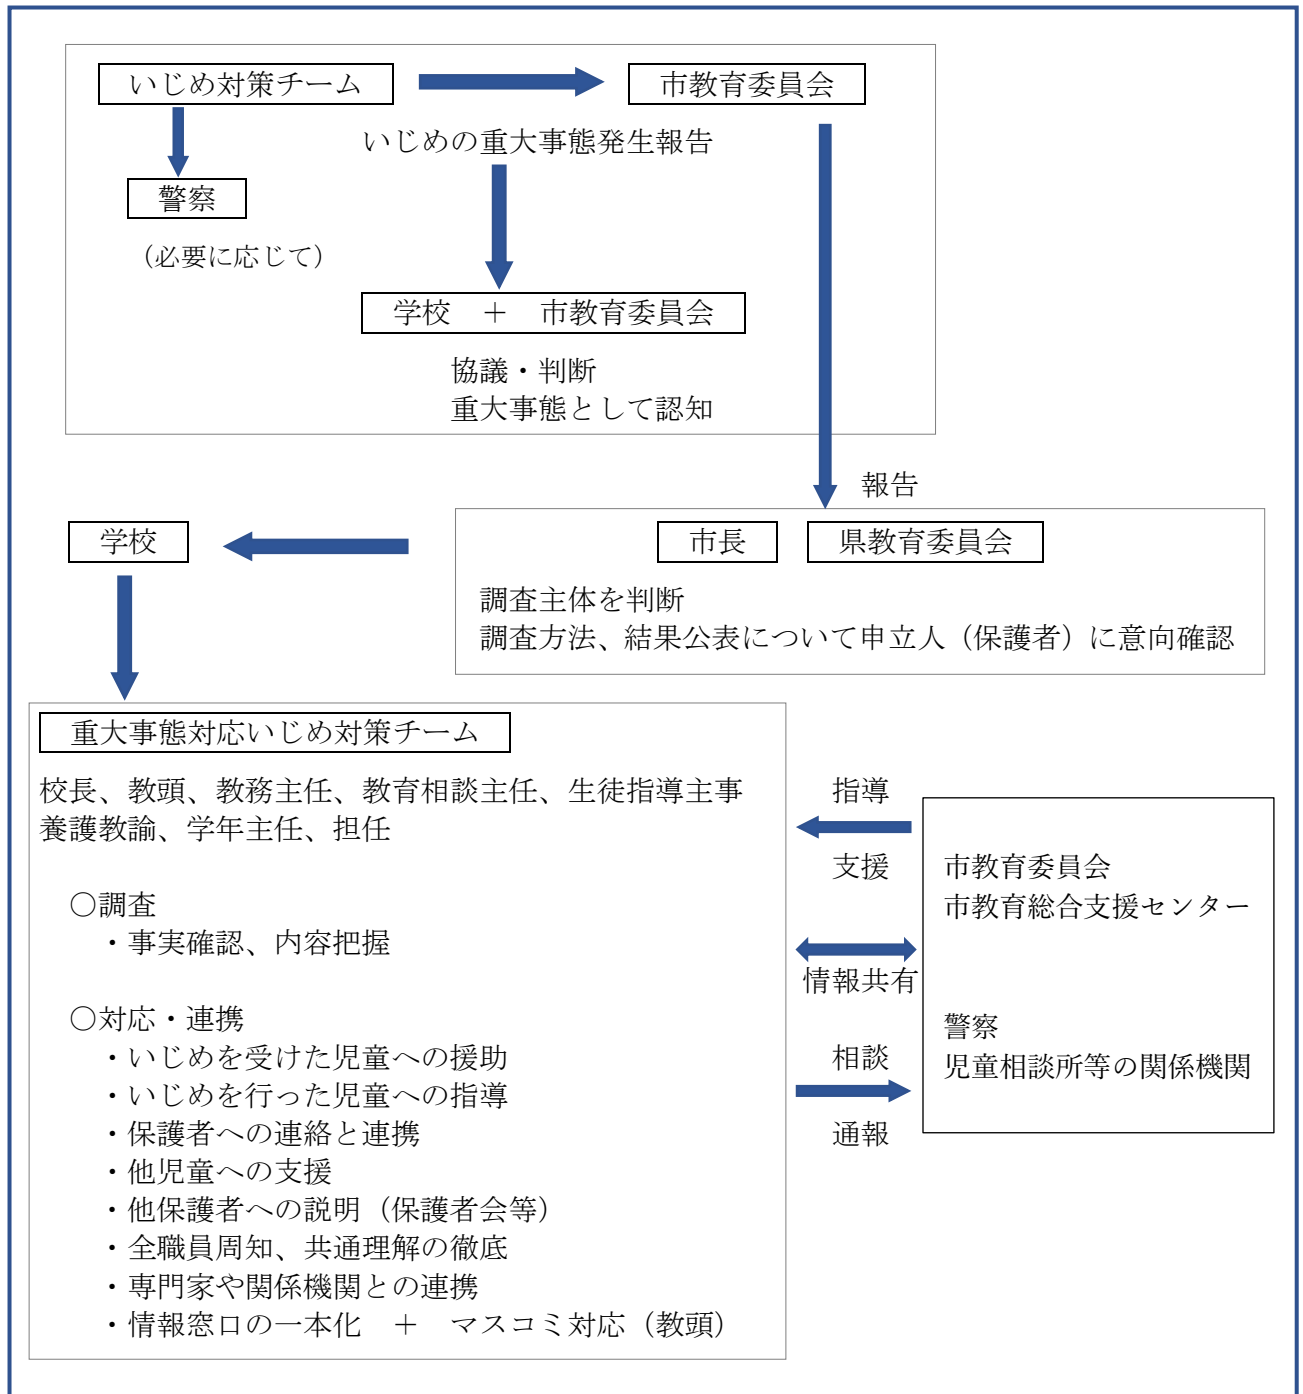 いじめ対策チーム
市教育委員会
いじめの重大事態発生報告
警察
（必要に応じて）
学校　＋　市教育委員会
協議・判断
重大事態として認知
報告
学校
市長
県教育委員会
調査主体を判断
調査方法、結果公表について申立人（保護者）に意向確認
重大事態対応いじめ対策チーム
校長、教頭、教務主任、教育相談主任、生徒指導主事
養護教諭、学年主任、担任
○調査
・事実確認、内容把握
○対応・連携
・いじめを受けた児童への援助
・いじめを行った児童への指導
・保護者への連絡と連携
・他児童への支援
・他保護者への説明（保護者会等）
・全職員周知、共通理解の徹底
・専門家や関係機関との連携
・情報窓口の一本化　＋　マスコミ対応（教頭）
指導
支援
情報共有
相談
通報
市教育委員会
市教育総合支援センター
警察
児童相談所等の関係機関